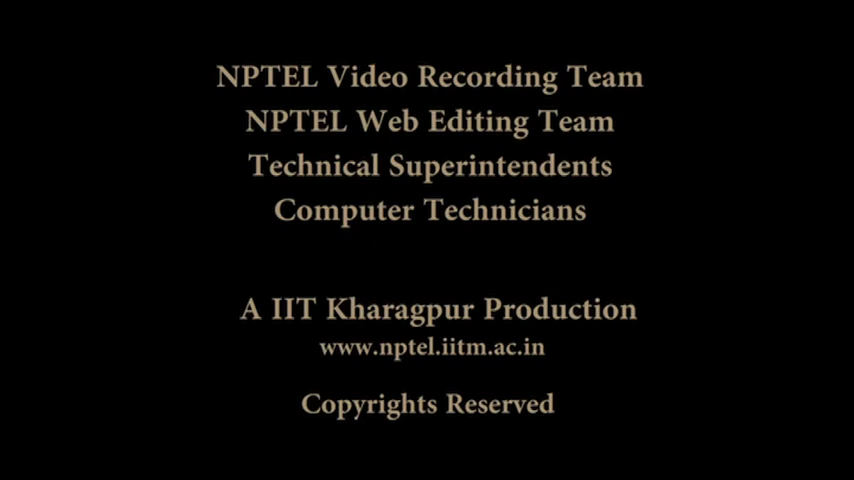 NPTEL Video Recording Team
NPTEL Web Editing Team
Technical Superintendents
Computer Technicians
A IIT Kharagpur Production
www.nptel.iitm.ac.in
Copyrights Reserved